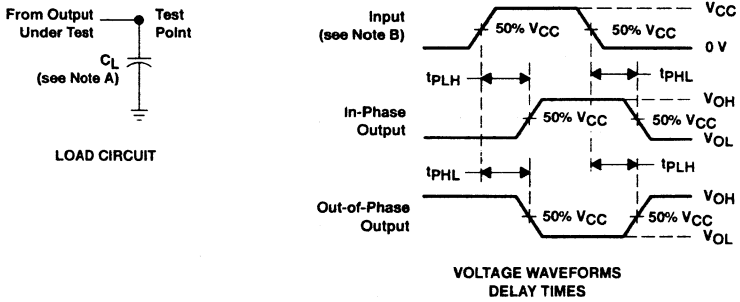 From Output
Under Test
Test
Point
CL
(see Note A)
LOAD CIRCUIT
Input
(see Note B)
50% VCC
50% VCC
VCC
0 V
tPLH
tPHL
In-Phase
Output
50% VCC
50% VCC
VOH
VOL
tPHL
tPLH
Out-of-Phase
Output
50% VCC
50% VCC
VOH
VOL
VOLTAGE WAVEFORMS
DELAY TIMES